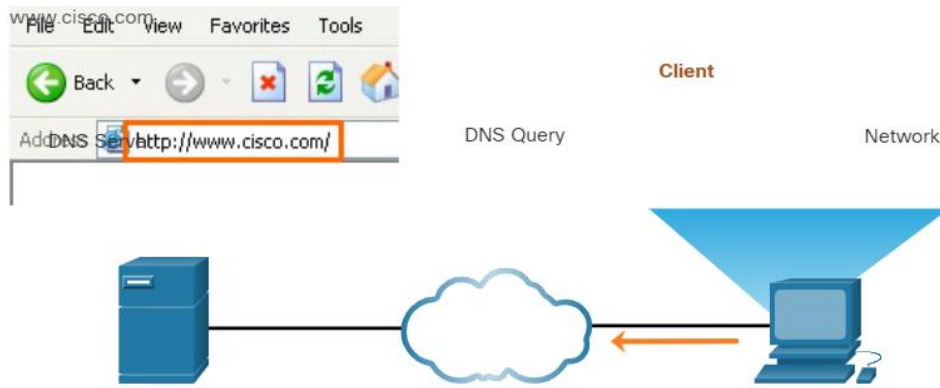 www.cisco.com
File Edit View Favorites Tools
Client
Back
Address http://www.cisco.com/
DNS Server
DNS Query
Network